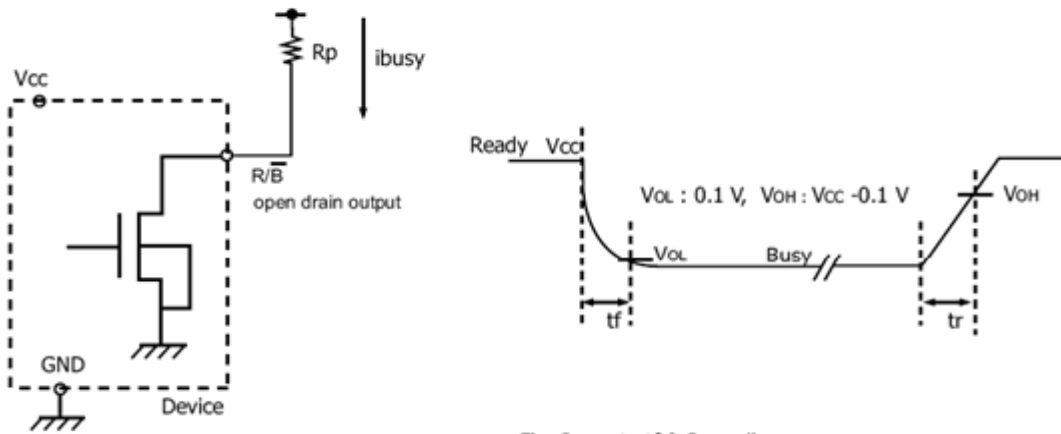 Rp
ibusy
Vcc
R/B̅
open drain output
GND
Device
Ready Vcc
VOL : 0.1 V, VOH : VCC -0.1 V
VOH
VOL
Busy
tf
tr